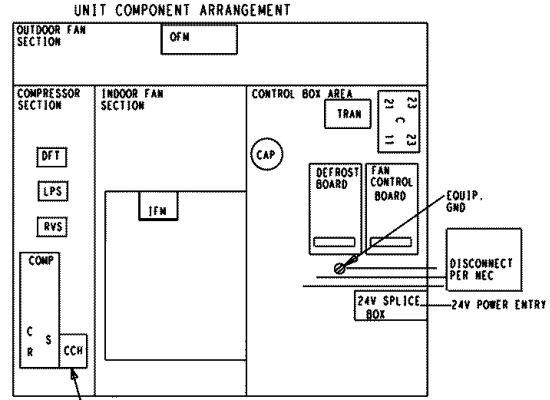 UNIT COMPONENT ARRANGEMENT
OUTDOOR FAN
SECTION
OFM
COMPRESSOR
SECTION
INDOOR FAN
SECTION
CONTROL BOX AREA
TRAN
21
23
C
11
23
CAP
DFT
LPS
RVS
DEFROST
BOARD
FAN
CONTROL
BOARD
IFM
EQUIP.
GND
COMP
C
S
R
CCH
DISCONNECT
PER NEC
24V SPLICE
BOX
24V POWER ENTRY